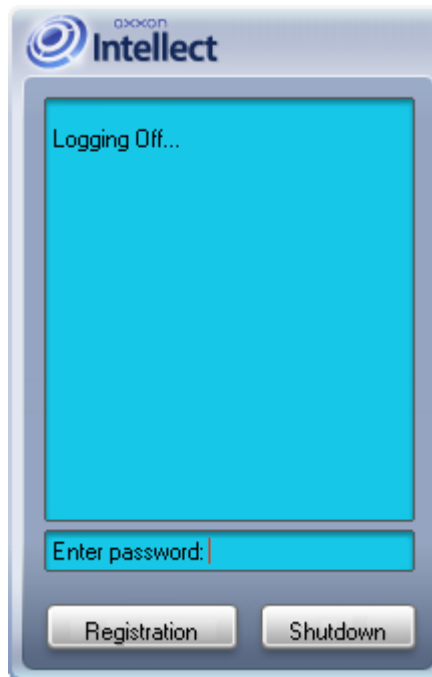 axxon
Intellect
Logging Off...
Enter password:
Registration
Shutdown